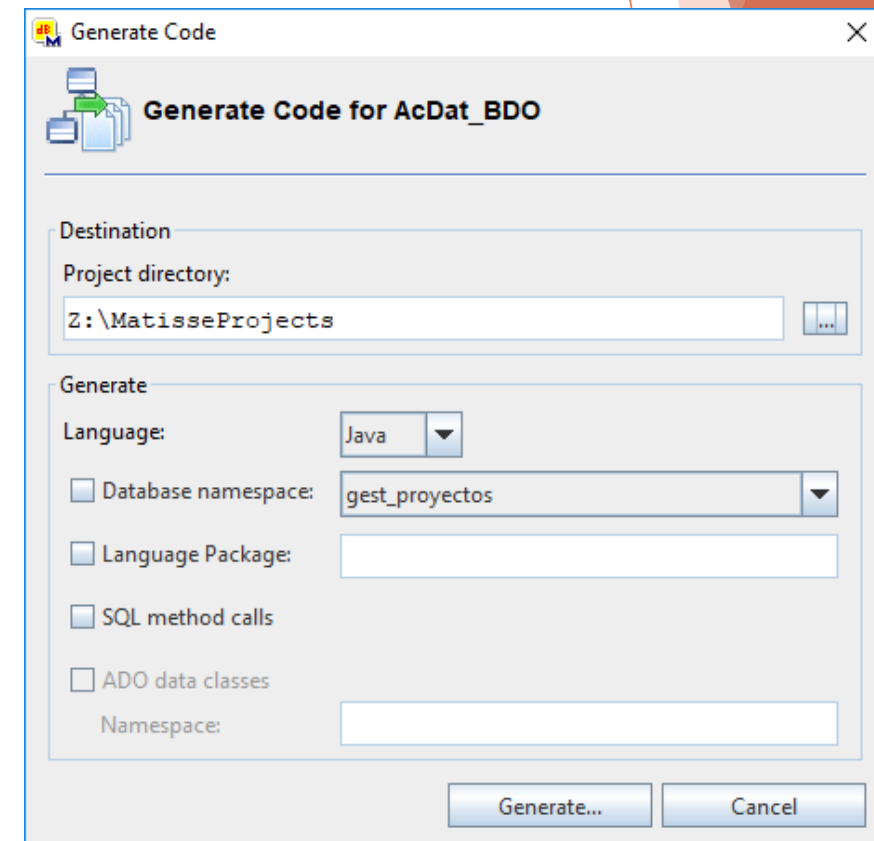 Generate Code
Generate Code for AcDat_BDO
Destination
Project directory:
Z:\MatisseProjects
...
Generate
Language: Java
Database namespace: gest_proyectos
Language Package:
SQL method calls
ADO data classes
Namespace:
Generate... Cancel